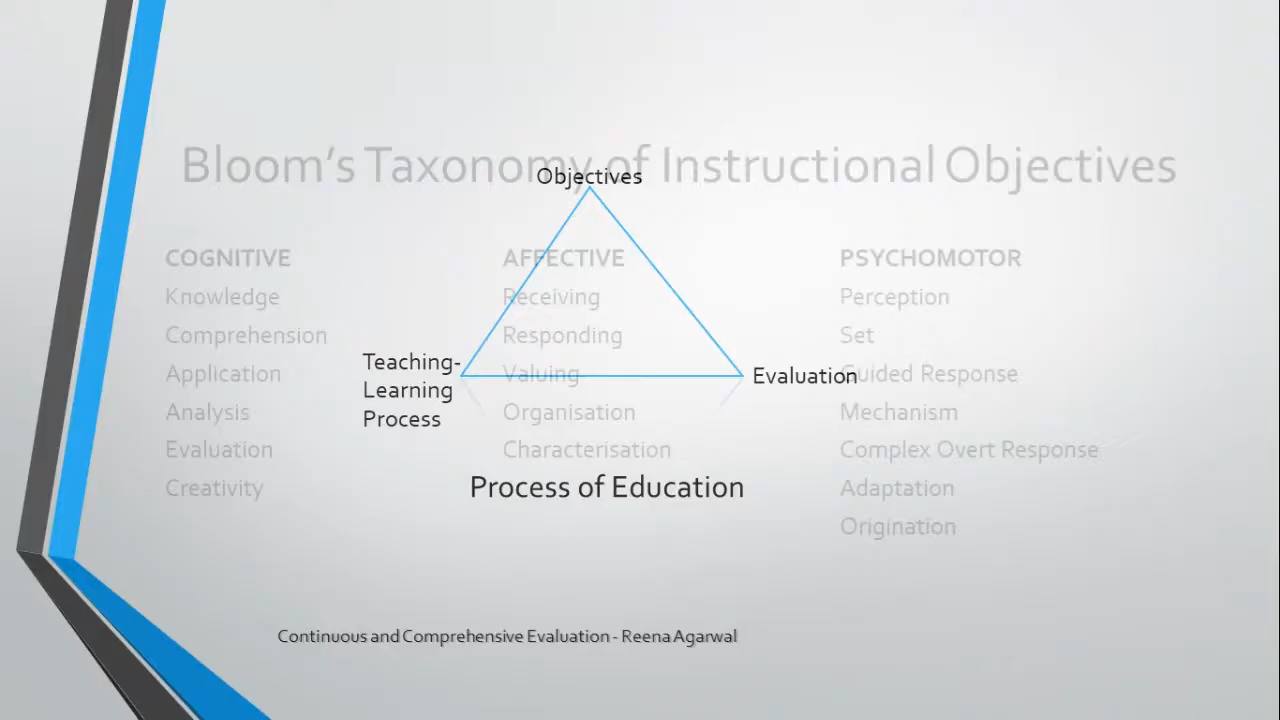 Bloom's Taxonomy of Instructional Objectives
Objectives
COGNITIVE
Knowledge
Comprehension
Application
Analysis
Evaluation
Creativity
AFFECTIVE
Receiving
Responding
Valuing
Organisation
Characterisation
PSYCHOMOTOR
Perception
Set
Guided Response
Mechanism
Complex Overt Response
Adaptation
Origination
Teaching-
Learning
Process
Evaluation
Process of Education
Continuous and Comprehensive Evaluation - Reena Agarwal